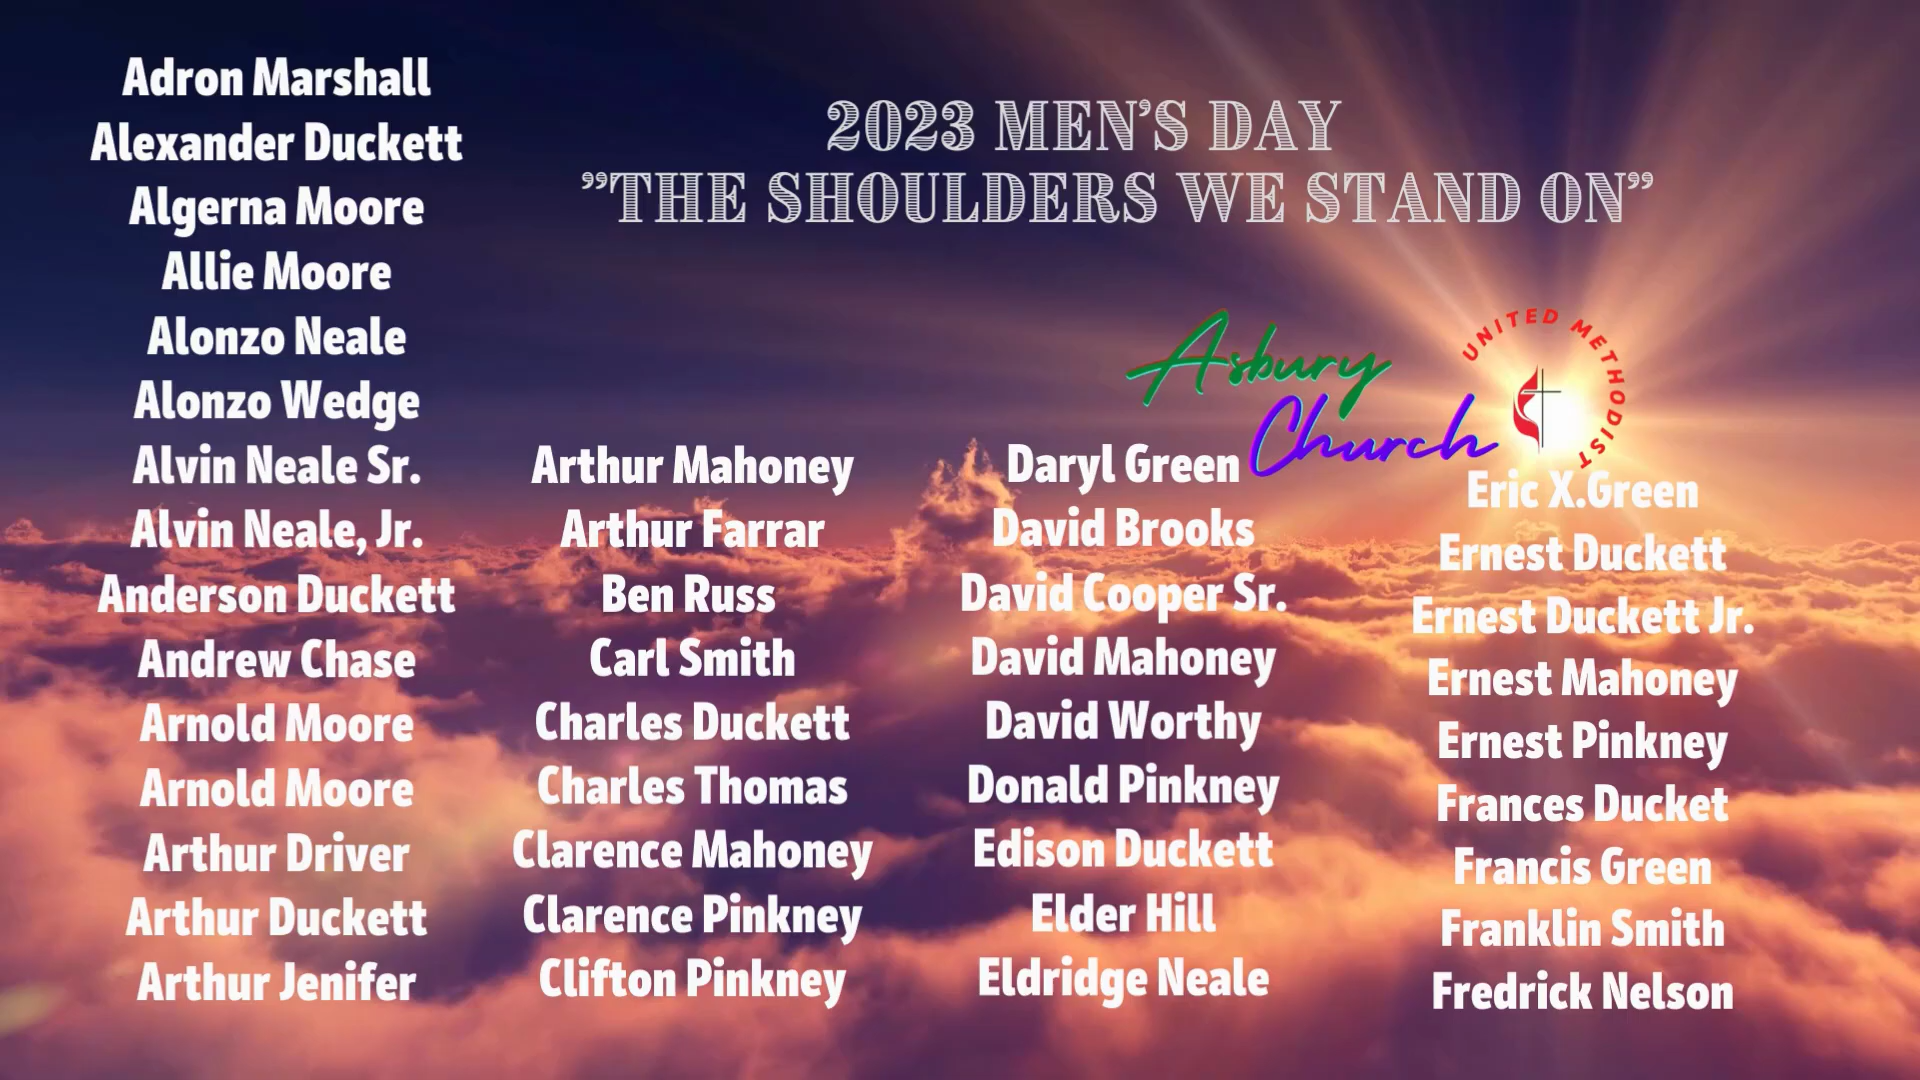 2023 MEN'S DAY
"THE SHOULDERS WE STAND ON"
Asbury
Church
UNITED METHODIST
Adron Marshall
Alexander Duckett
Algerna Moore
Allie Moore
Alonzo Neale
Alonzo Wedge
Alvin Neale Sr.
Alvin Neale, Jr.
Anderson Duckett
Andrew Chase
Arnold Moore
Arnold Moore
Arthur Driver
Arthur Duckett
Arthur Jenifer
Arthur Mahoney
Arthur Farrar
Ben Russ
Carl Smith
Charles Duckett
Charles Thomas
Clarence Mahoney
Clarence Pinkney
Clifton Pinkney
Daryl Green
David Brooks
David Cooper Sr.
David Mahoney
David Worthy
Donald Pinkney
Edison Duckett
Elder Hill
Eldridge Neale
Eric X.Green
Ernest Duckett
Ernest Duckett Jr.
Ernest Mahoney
Ernest Pinkney
Frances Ducket
Francis Green
Franklin Smith
Fredrick Nelson